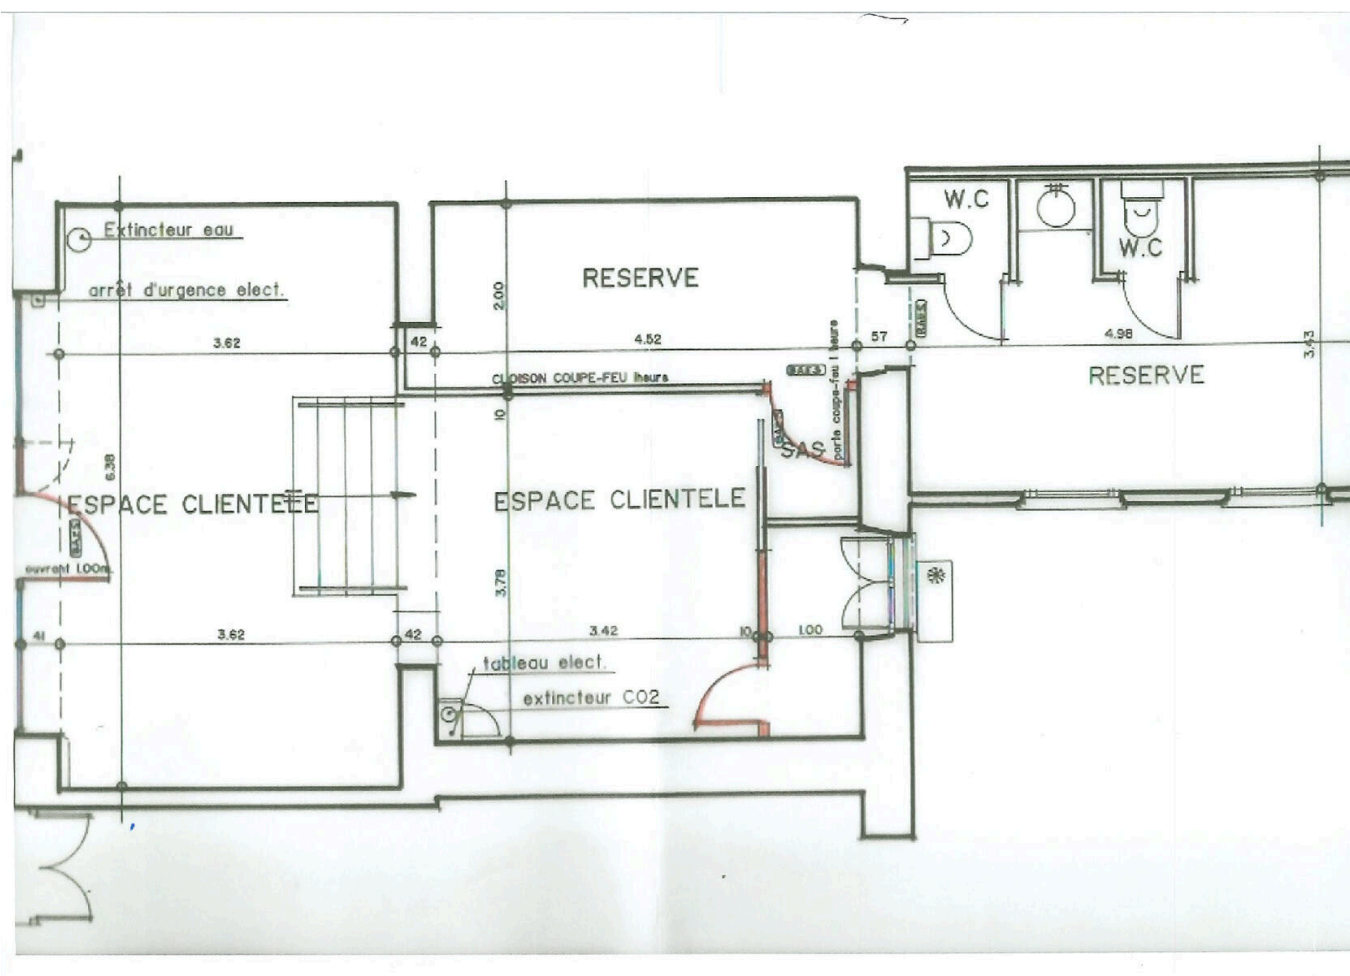 W.C
Extincteur eau
W.C
RESERVE
arrêt d'urgence elect.
2.00
3.62
42
4.52
57
4.98
3.43
B.A.E.S
CLOISON COUPE-FEU 1heure
B.A.E.S
porte coupe-feu 1 heure
RESERVE
10
B.A.E.S
SAS
6.38
ESPACE CLIENTELE
ESPACE CLIENTELE
B.A.E.S
ouvrant 1.00m.
3.78
41
3.62
42
3.42
10
1.00
tableau elect.
extincteur CO2